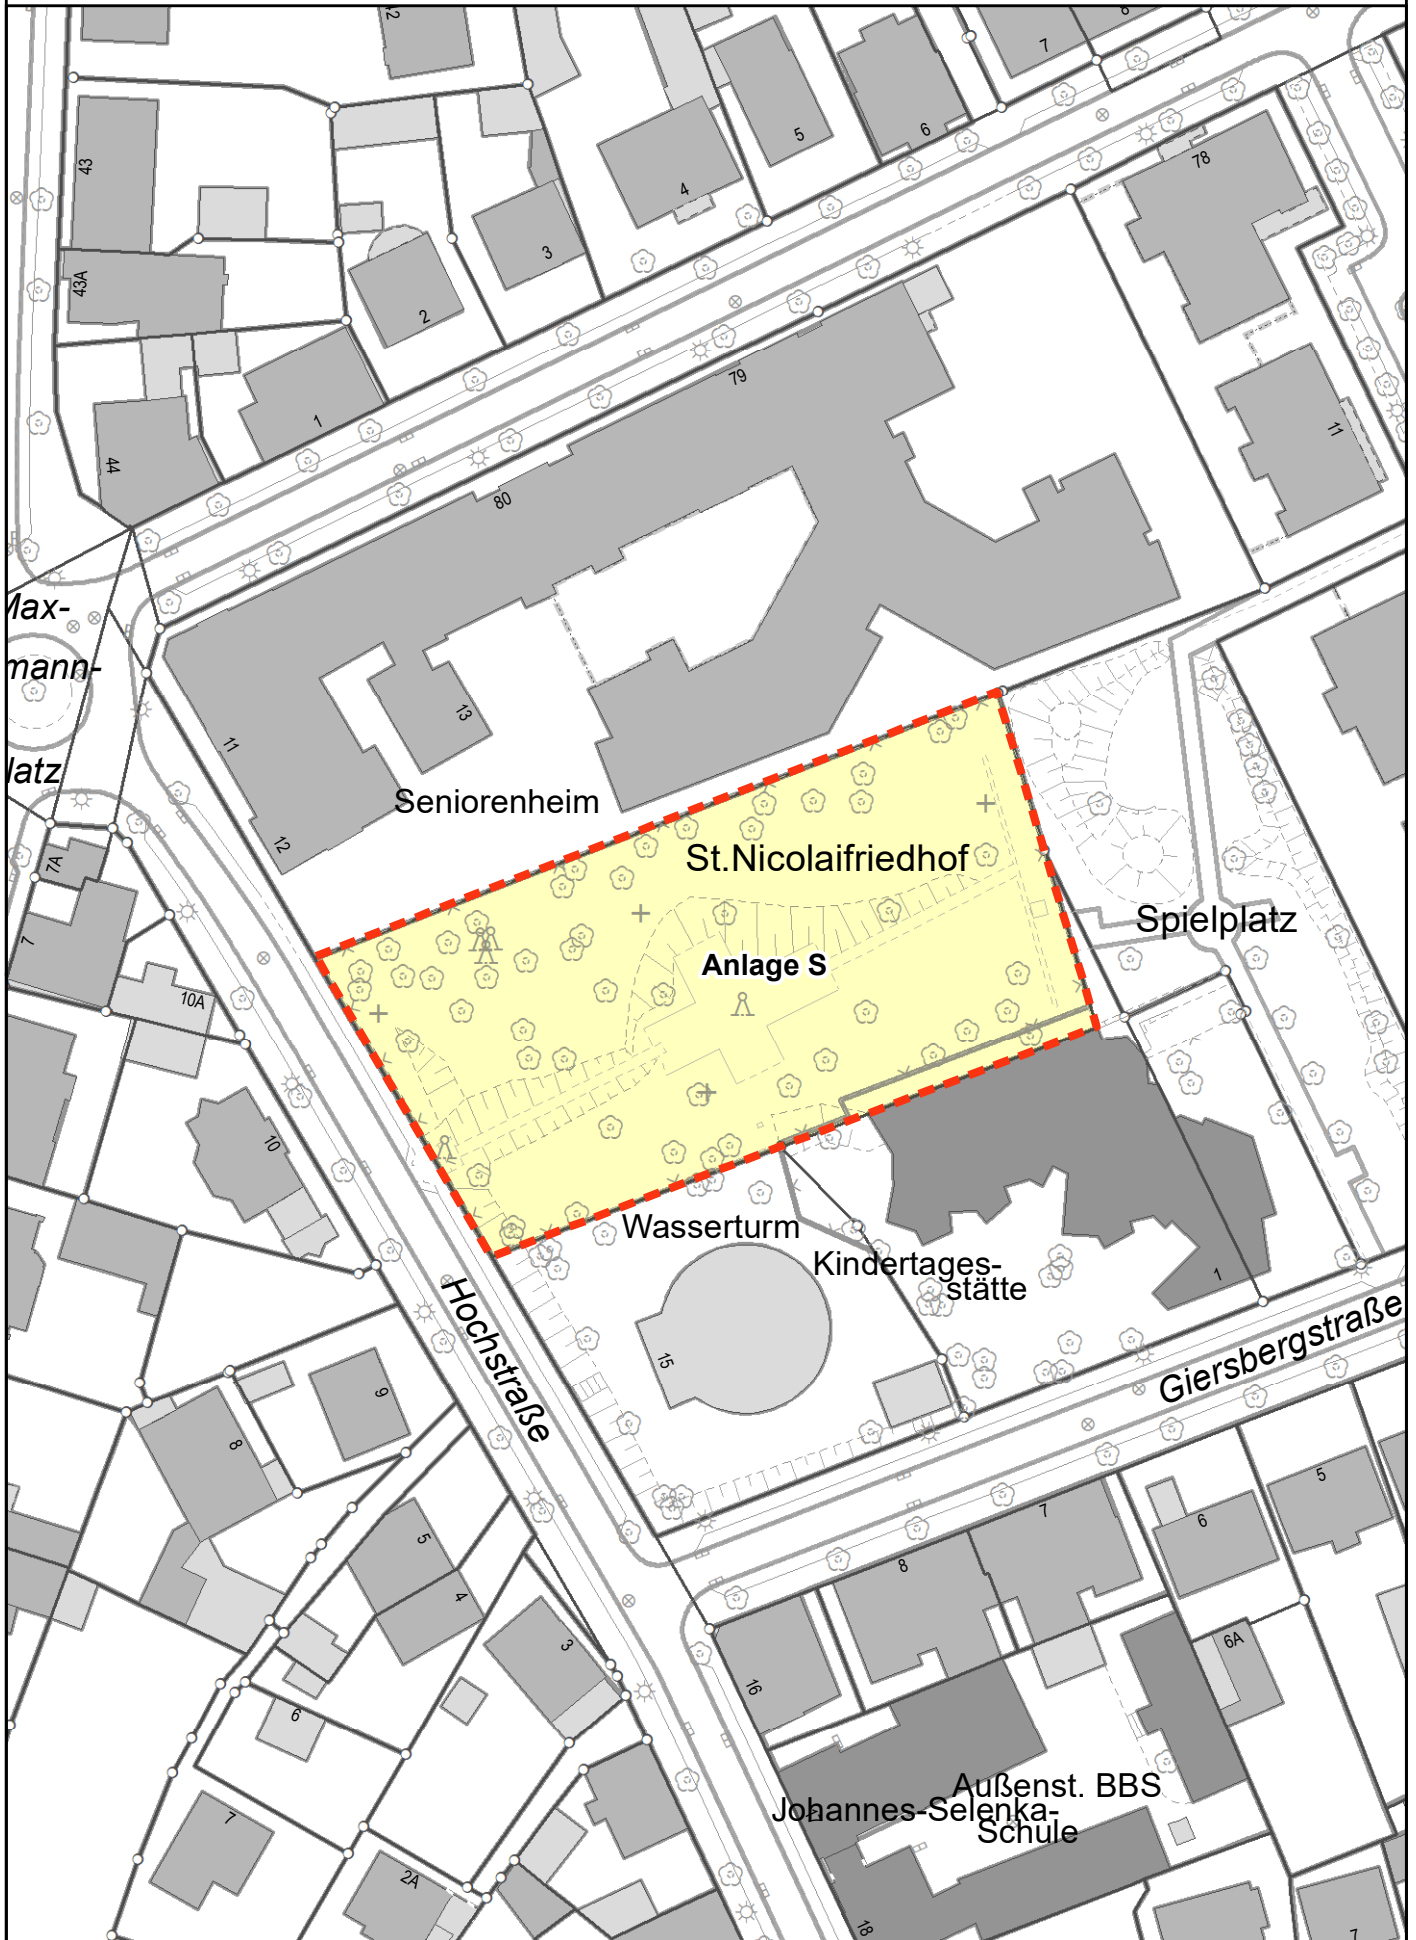 42
7
8
43
5
6
4
78
3
43A
2
79
1
11
44
80
Max-
mann-
latz
13
11
12
Seniorenheim
St.Nicolaifriedhof
7A
Spielplatz
7
Anlage S
10A
10
Wasserturm
Kindertages-
stätte
1
Hochstraße
15
Giersbergstraße
9
8
5
7
6
5
4
8
3
6A
16
6
Außenst. BBS
Johannes-Selenka-
Schule
7
2A
18
7